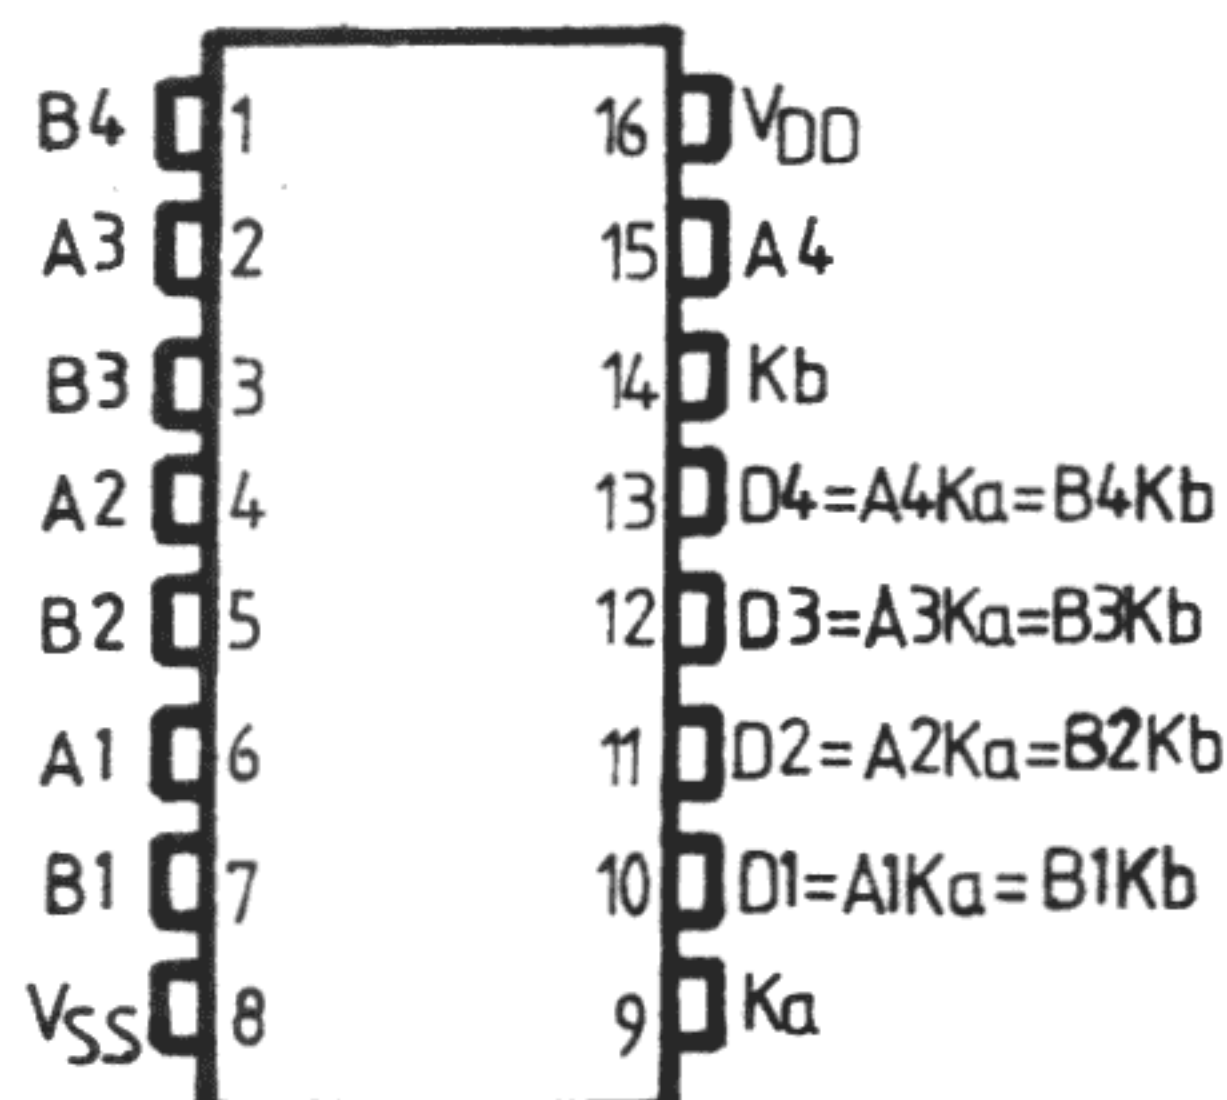 B4 1 16 VDD
A3 2 15 A4
B3 3 14 Kb
A2 4 13 D4=A4Ka=B4Kb
B2 5 12 D3=A3Ka=B3Kb
A1 6 11 D2=A2Ka=B2Kb
B1 7 10 D1=A1Ka=B1Kb
VSS 8 9 Ka